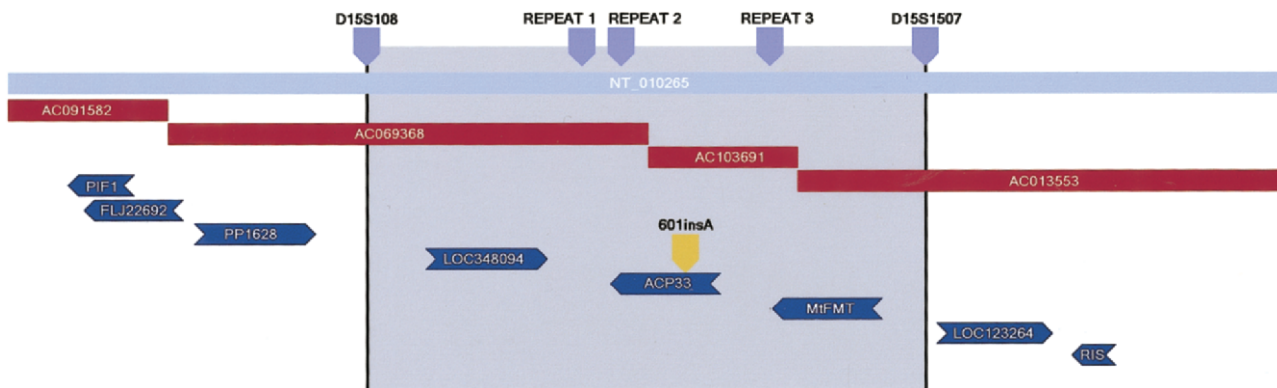 D15S108 REPEAT 1 REPEAT 2 REPEAT 3 D15S1507
NT_010265
AC091582
AC069368
AC103691
AC013553
PIF1
FLJ22692
PP1628
601insA
LOC348094
ACP33
MtFMT
LOC123264
RIS